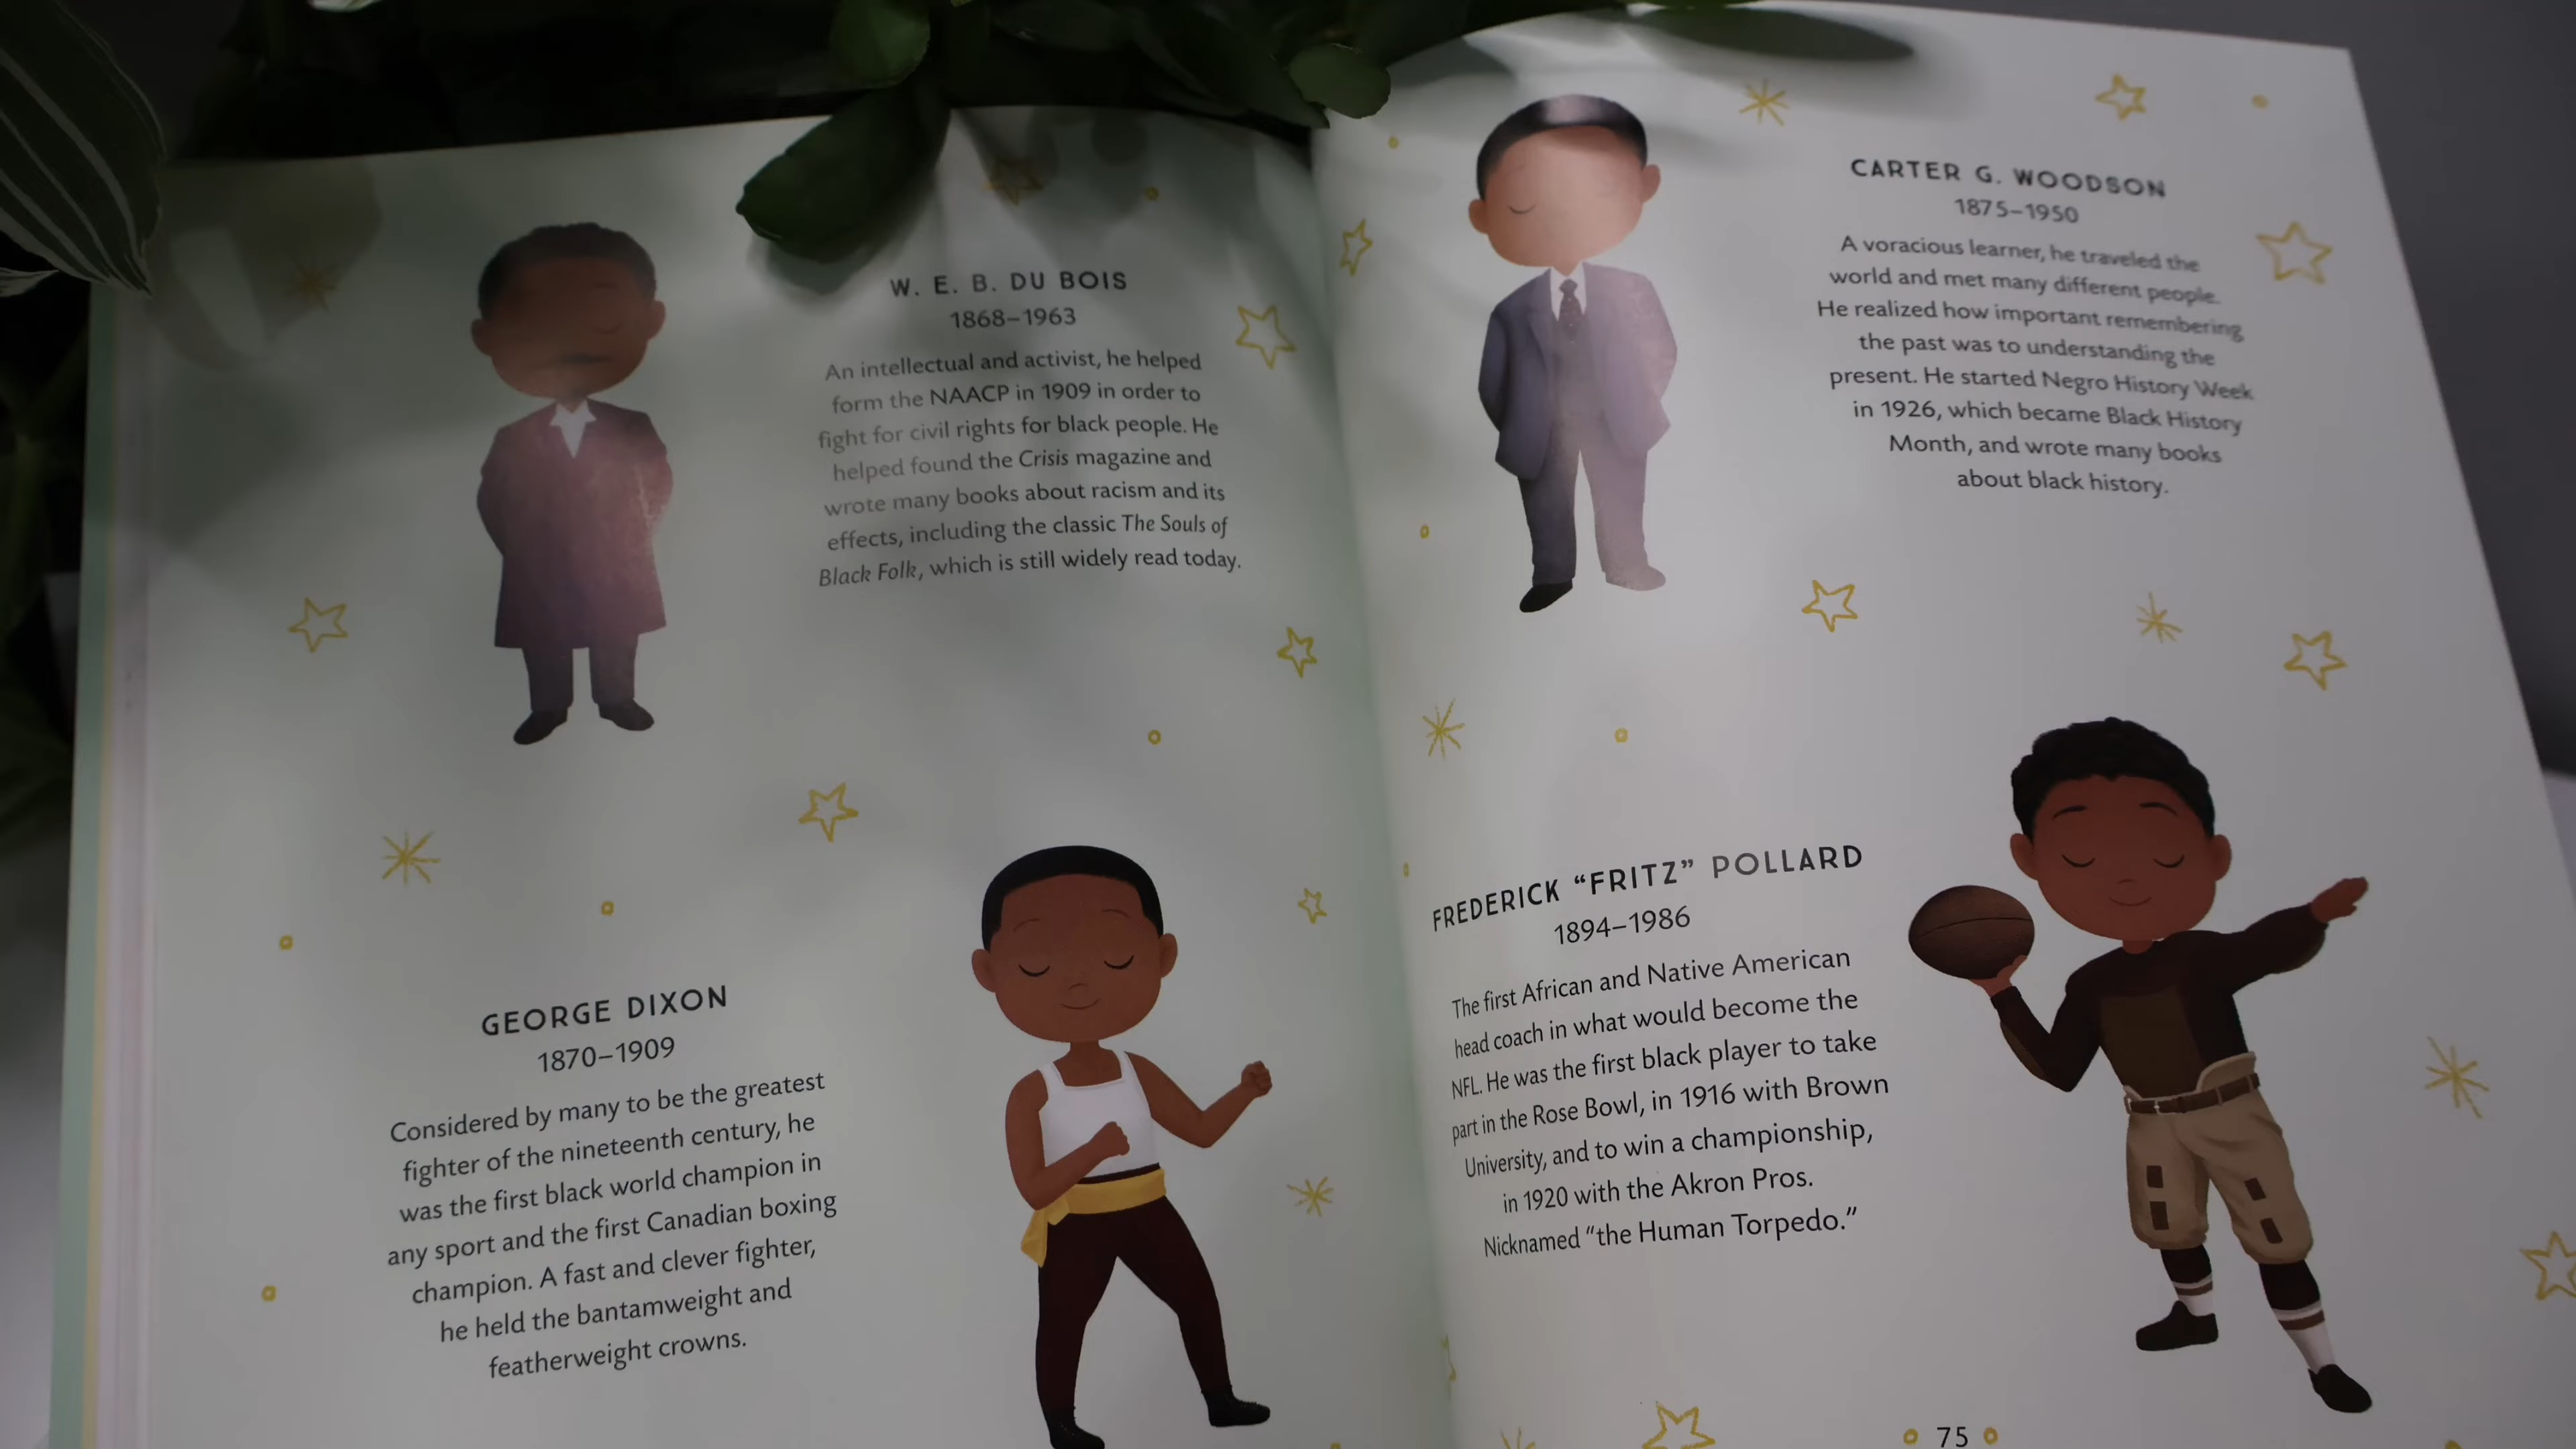 W. E. B. DU BOIS
1868–1963
An intellectual and activist, he helped
form the NAACP in 1909 in order to
fight for civil rights for black people. He
helped found the Crisis magazine and
wrote many books about racism and its
effects, including the classic The Souls of
Black Folk, which is still widely read today.
GEORGE DIXON
1870–1909
Considered by many to be the greatest
fighter of the nineteenth century, he
was the first black world champion in
any sport and the first Canadian boxing
champion. A fast and clever fighter,
he held the bantamweight and
featherweight crowns.
CARTER G. WOODSON
1875–1950
A voracious learner, he traveled the
world and met many different people.
He realized how important remembering
the past was to understanding the
present. He started Negro History Week
in 1926, which became Black History
Month, and wrote many books
about black history.
FREDERICK “FRITZ” POLLARD
1894–1986
The first African and Native American
head coach in what would become the
NFL. He was the first black player to take
part in the Rose Bowl, in 1916 with Brown
University, and to win a championship,
in 1920 with the Akron Pros.
Nicknamed “the Human Torpedo.”
75